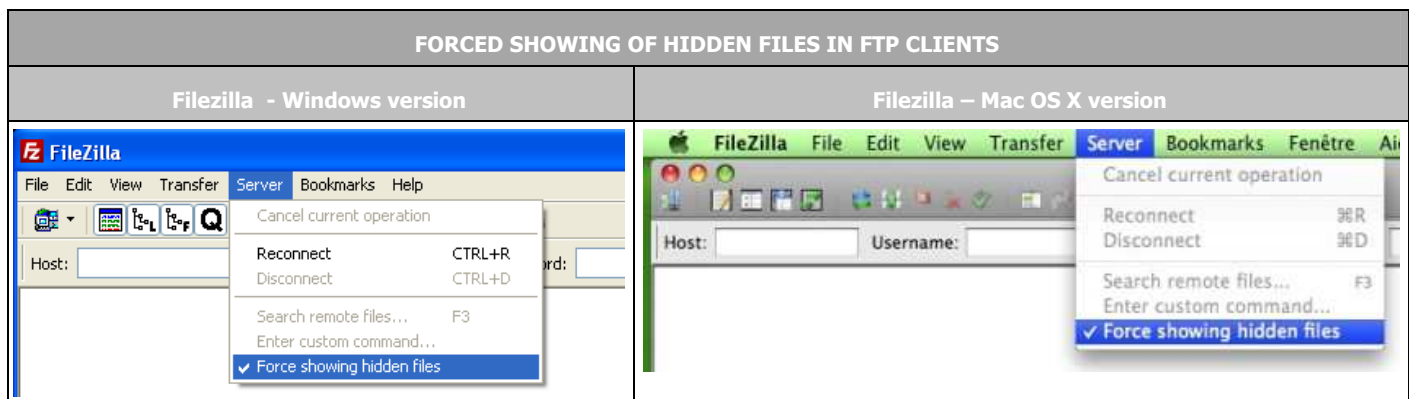 FORCED SHOWING OF HIDDEN FILES IN FTP CLIENTS
Filezilla - Windows version
Filezilla – Mac OS X version
FileZilla
File Edit View Transfer Server Bookmarks Help
Host:
Cancel current operation
Reconnect CTRL+R
Disconnect CTRL+D
Search remote files... F3
Enter custom command...
✓ Force showing hidden files
FileZilla File Edit View Transfer Server Bookmarks Fenêtre
Host: Username:
Cancel current operation
Reconnect ⌘R
Disconnect ⌘D
Search remote files... F3
Enter custom command...
✓ Force showing hidden files